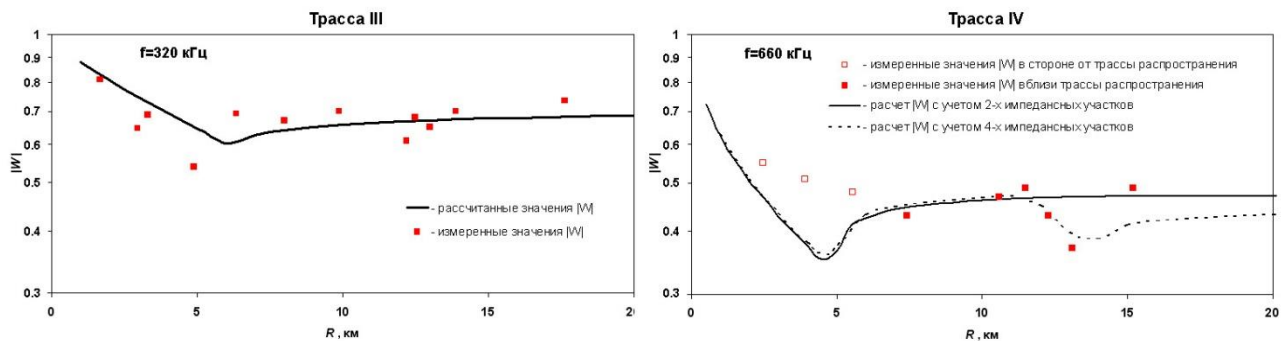 Трасса III
f=320 кГц
1
0.9
0.8
0.7
0.6
0.5
0.4
0.3
|W|
- рассчитанные значения |W|
- измеренные значения |W|
0
5
10
15
20
R , км
Трасса IV
f=660 кГц
1
0.9
0.8
0.7
0.6
0.5
0.4
0.3
|W|
- измеренные значения |W| в стороне от трассы распространения
- измеренные значения |W| вблизи трассы распространения
- расчет |W| с учетом 2-х импедансных участков
- расчет |W| с учетом 4-х импедансных участков
0
5
10
15
20
R , км